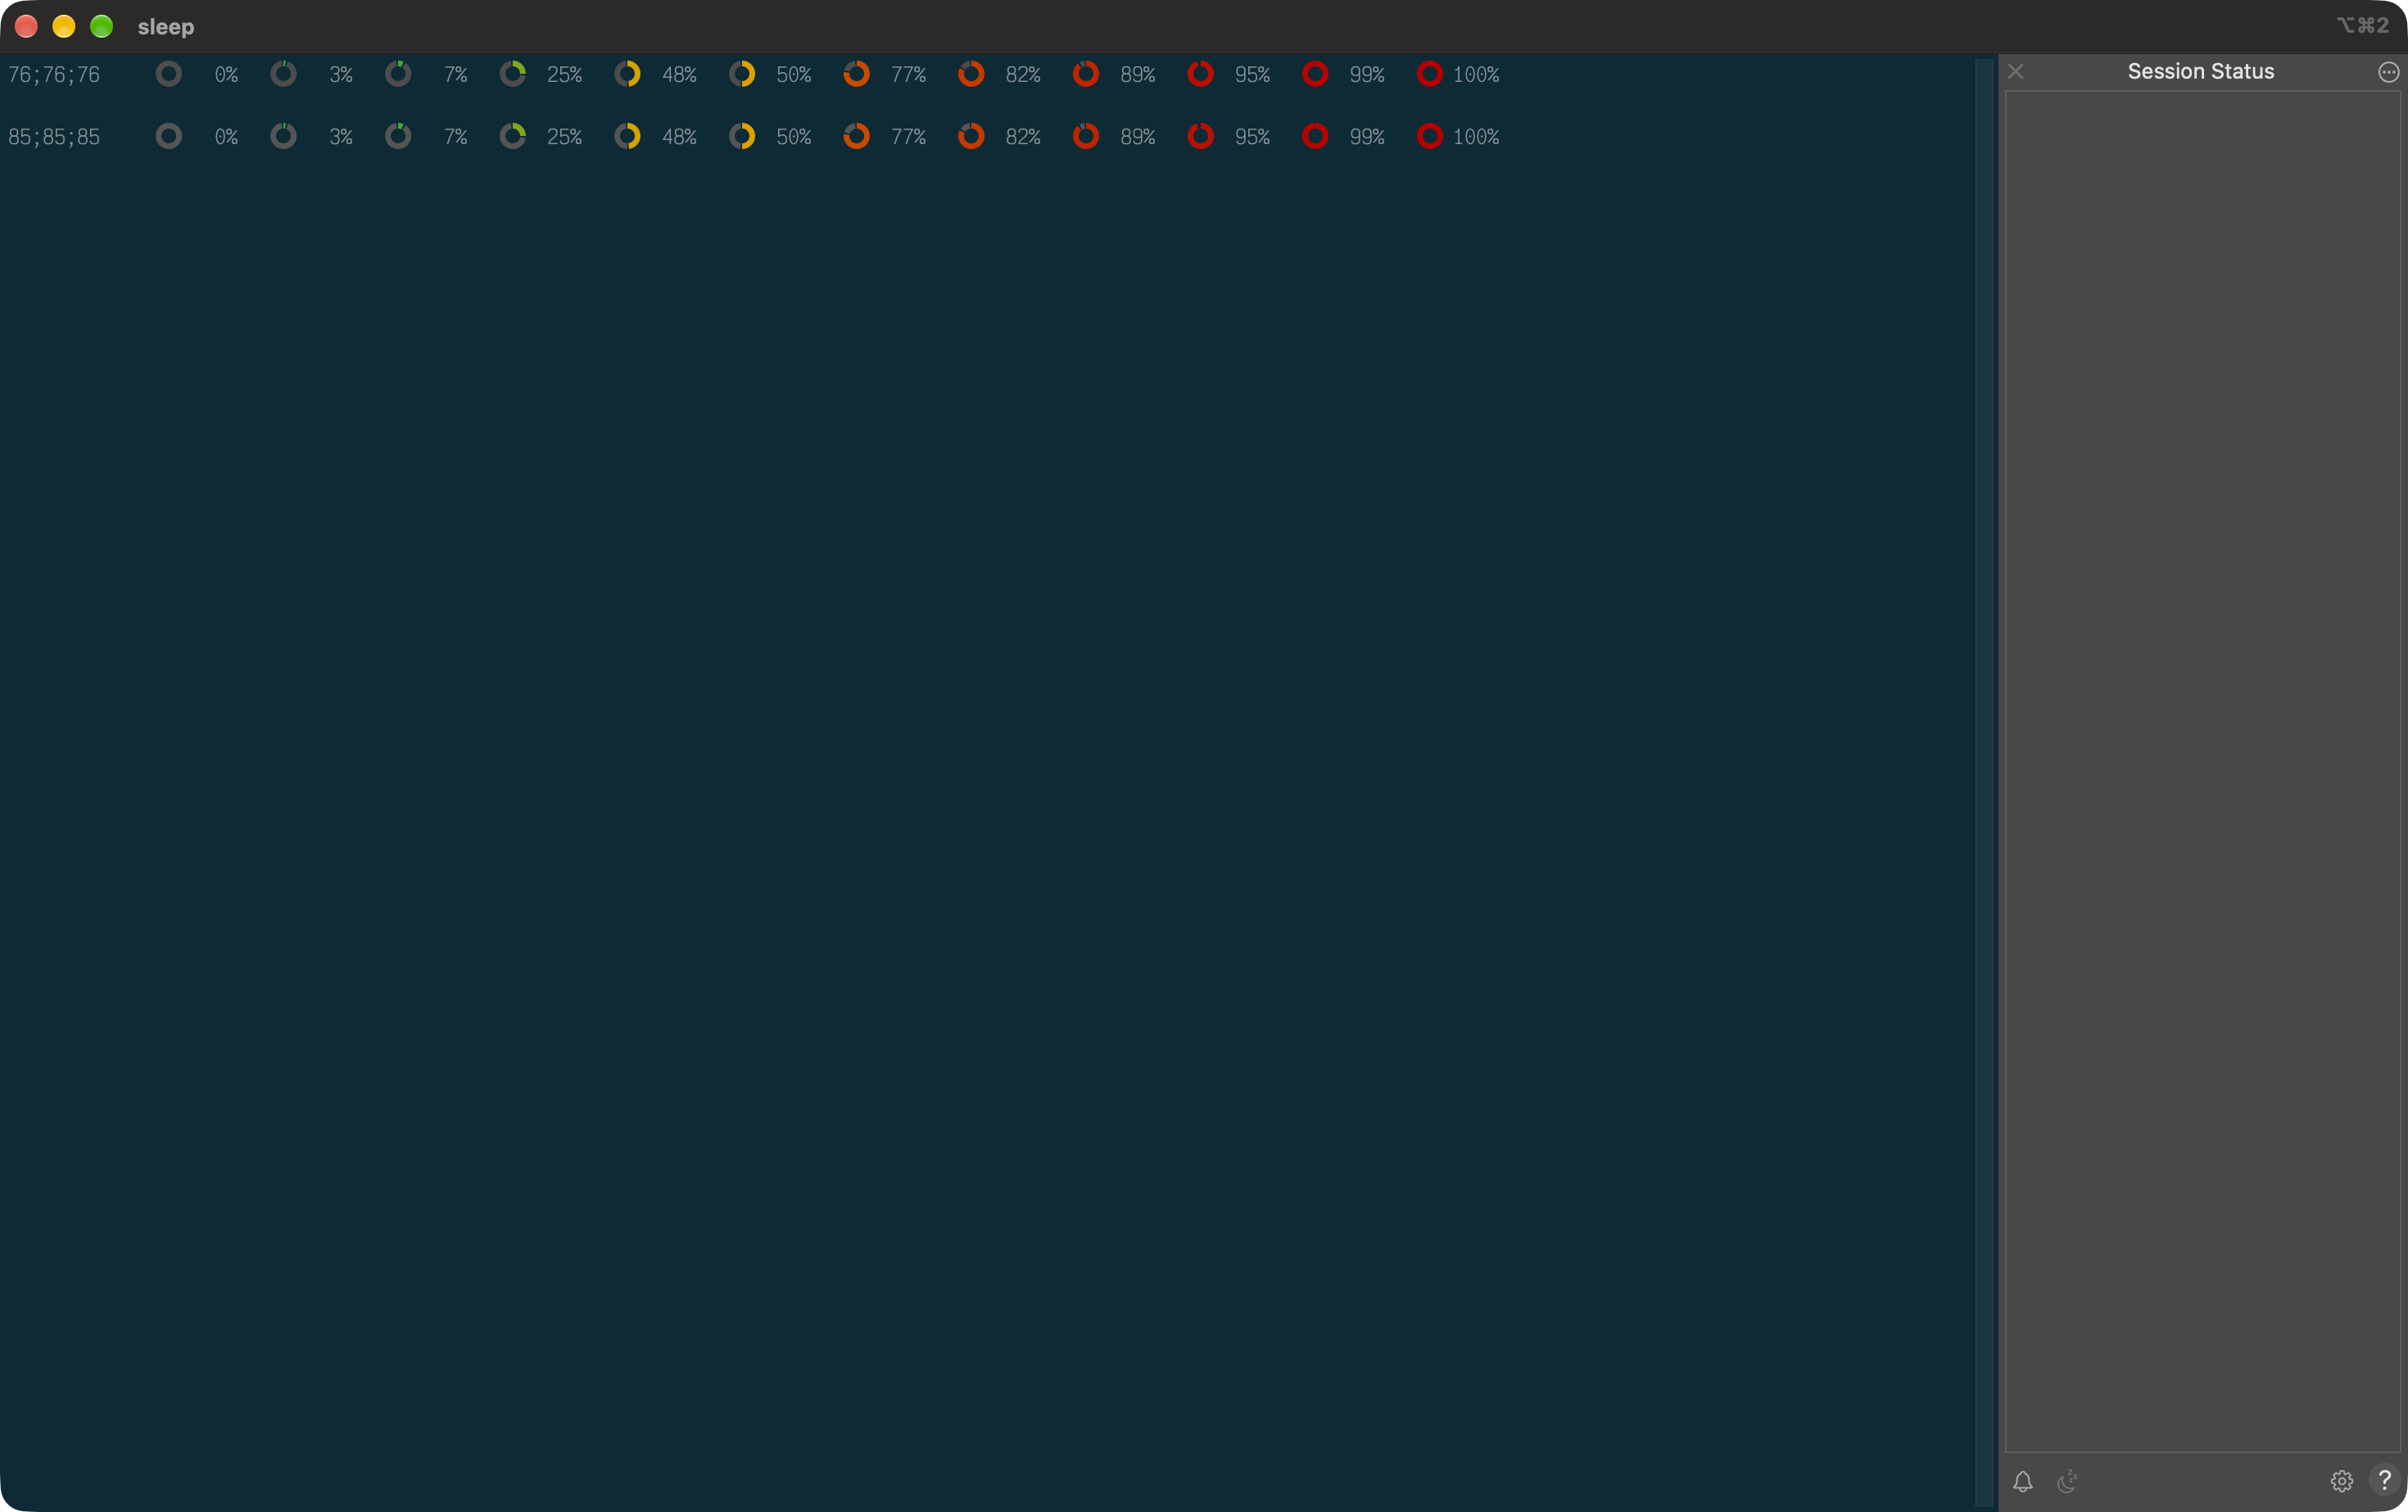 sleep
⌥⌘2
76;76;76 0% 3% 7% 25% 48% 50% 77% 82% 89% 95% 99% 100%
85;85;85 0% 3% 7% 25% 48% 50% 77% 82% 89% 95% 99% 100%
Session Status
?